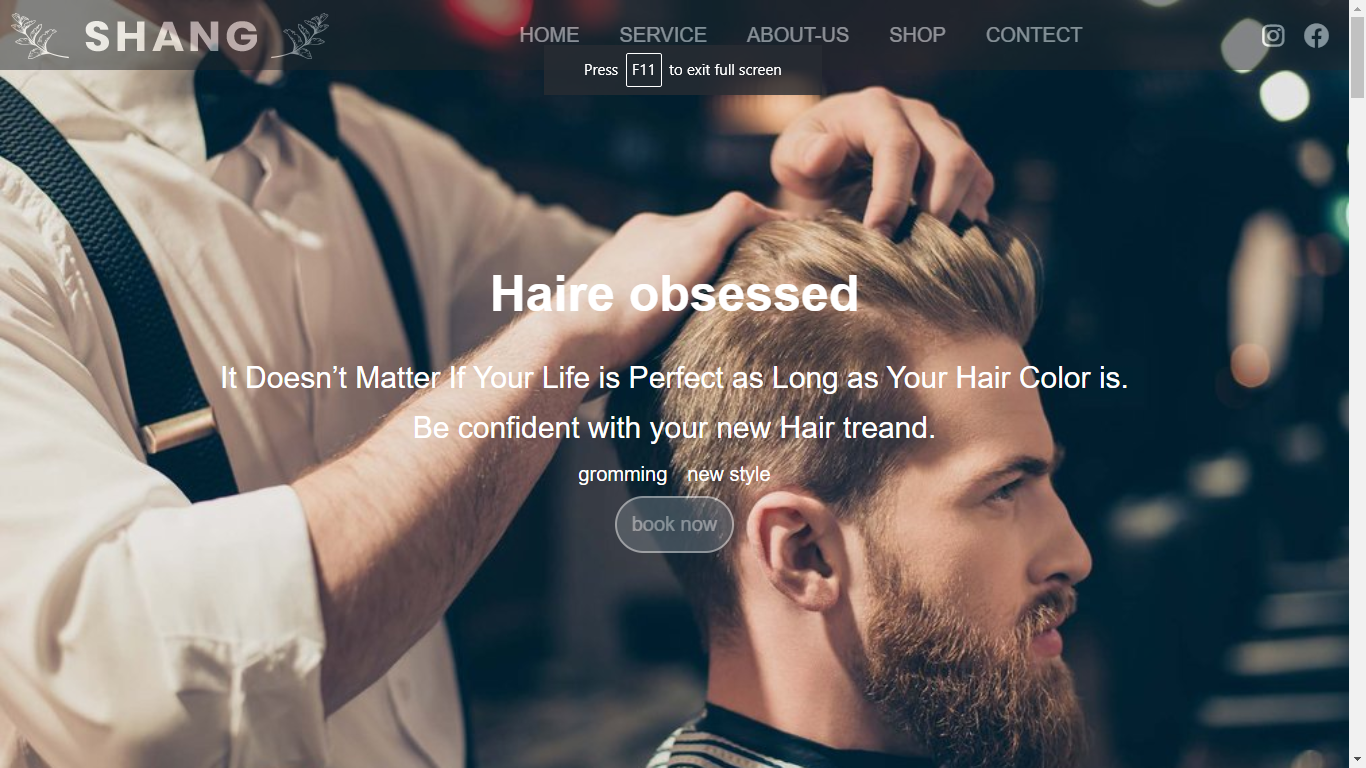 SHANG
HOME SERVICE ABOUT-US SHOP CONTECT
Press F11 to exit full screen
Haire obsessed
It Doesn’t Matter If Your Life is Perfect as Long as Your Hair Color is.
Be confident with your new Hair treand.
gromming new style
book now